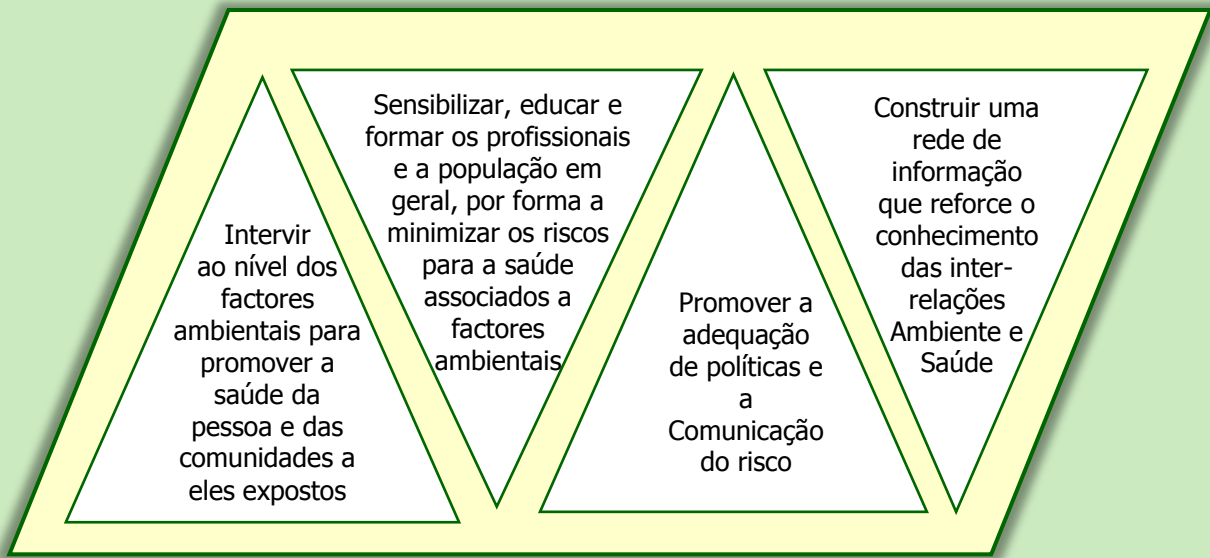 Intervir
ao nível dos
factores
ambientais para
promover a
saúde da
pessoa e das
comunidades a
eles expostos
Sensibilizar, educar e
formar os profissionais
e a população em
geral, por forma a
minimizar os riscos
para a saúde
associados a
factores
ambientais
Promover a
adequação
de políticas e
a
Comunicação
do risco
Construir uma
rede de
informação
que reforce o
conhecimento
das inter-
relações
Ambiente e
Saúde